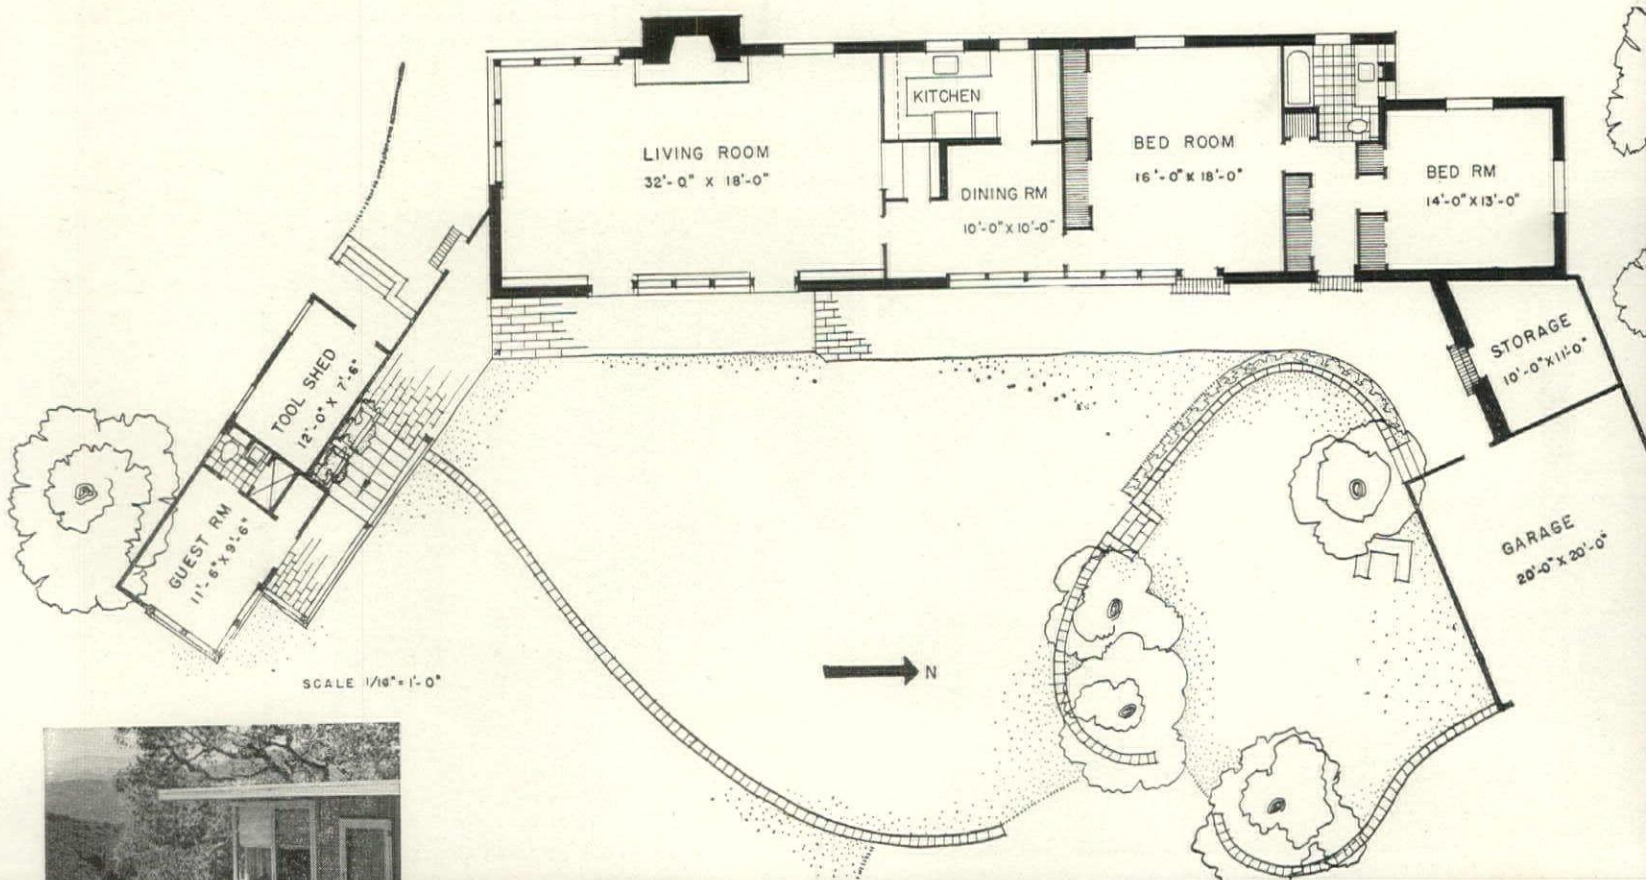 KITCHEN
LIVING ROOM
32'-0" X 18'-0"
DINING RM
10'-0" X 10'-0"
BED ROOM
16'-0" X 18'-0"
BED RM
14'-0" X 13'-0"
STORAGE
10'-0" X 11'-0"
TOOL SHED
12'-0" X 7'-6"
GUEST RM
11'-6" X 9'-6"
GARAGE
20'-0" X 20'-0"
N
SCALE 1/16" = 1'-0"